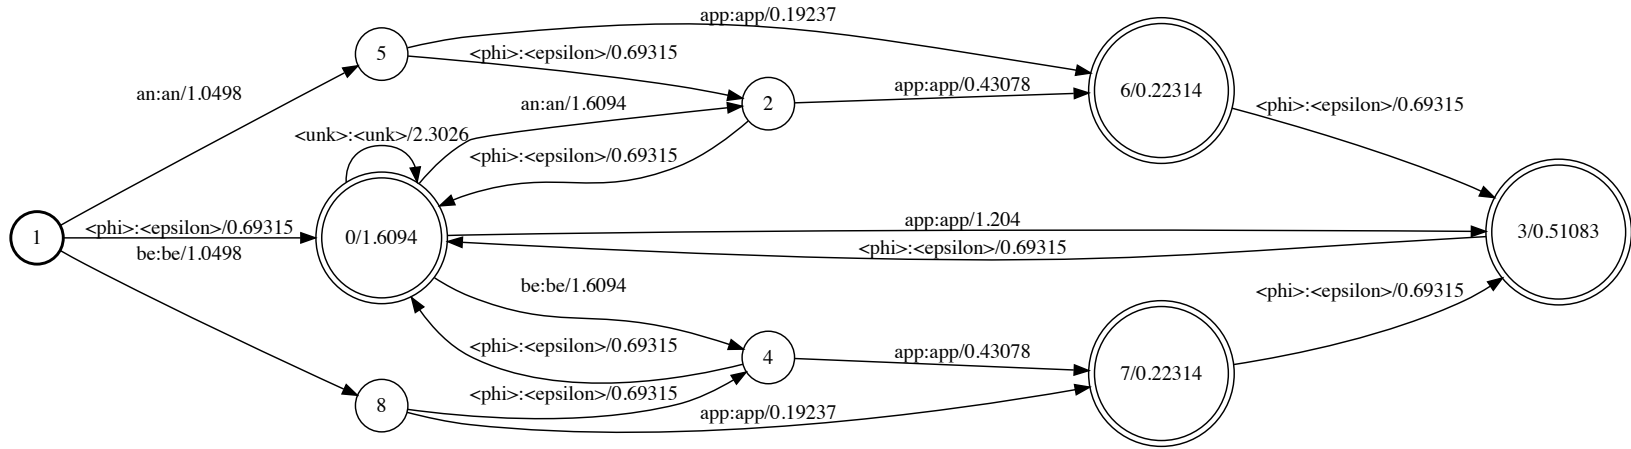 app:app/0.19237
5
<phi>:<epsilon>/0.69315
6/0.22314
app:app/0.43078
an:an/1.0498
an:an/1.6094
2
<phi>:<epsilon>/0.69315
<unk>:<unk>/2.3026
<phi>:<epsilon>/0.69315
1
<phi>:<epsilon>/0.69315
0/1.6094
app:app/1.204
3/0.51083
be:be/1.0498
<phi>:<epsilon>/0.69315
be:be/1.6094
<phi>:<epsilon>/0.69315
<phi>:<epsilon>/0.69315
4
app:app/0.43078
7/0.22314
<phi>:<epsilon>/0.69315
8
app:app/0.19237